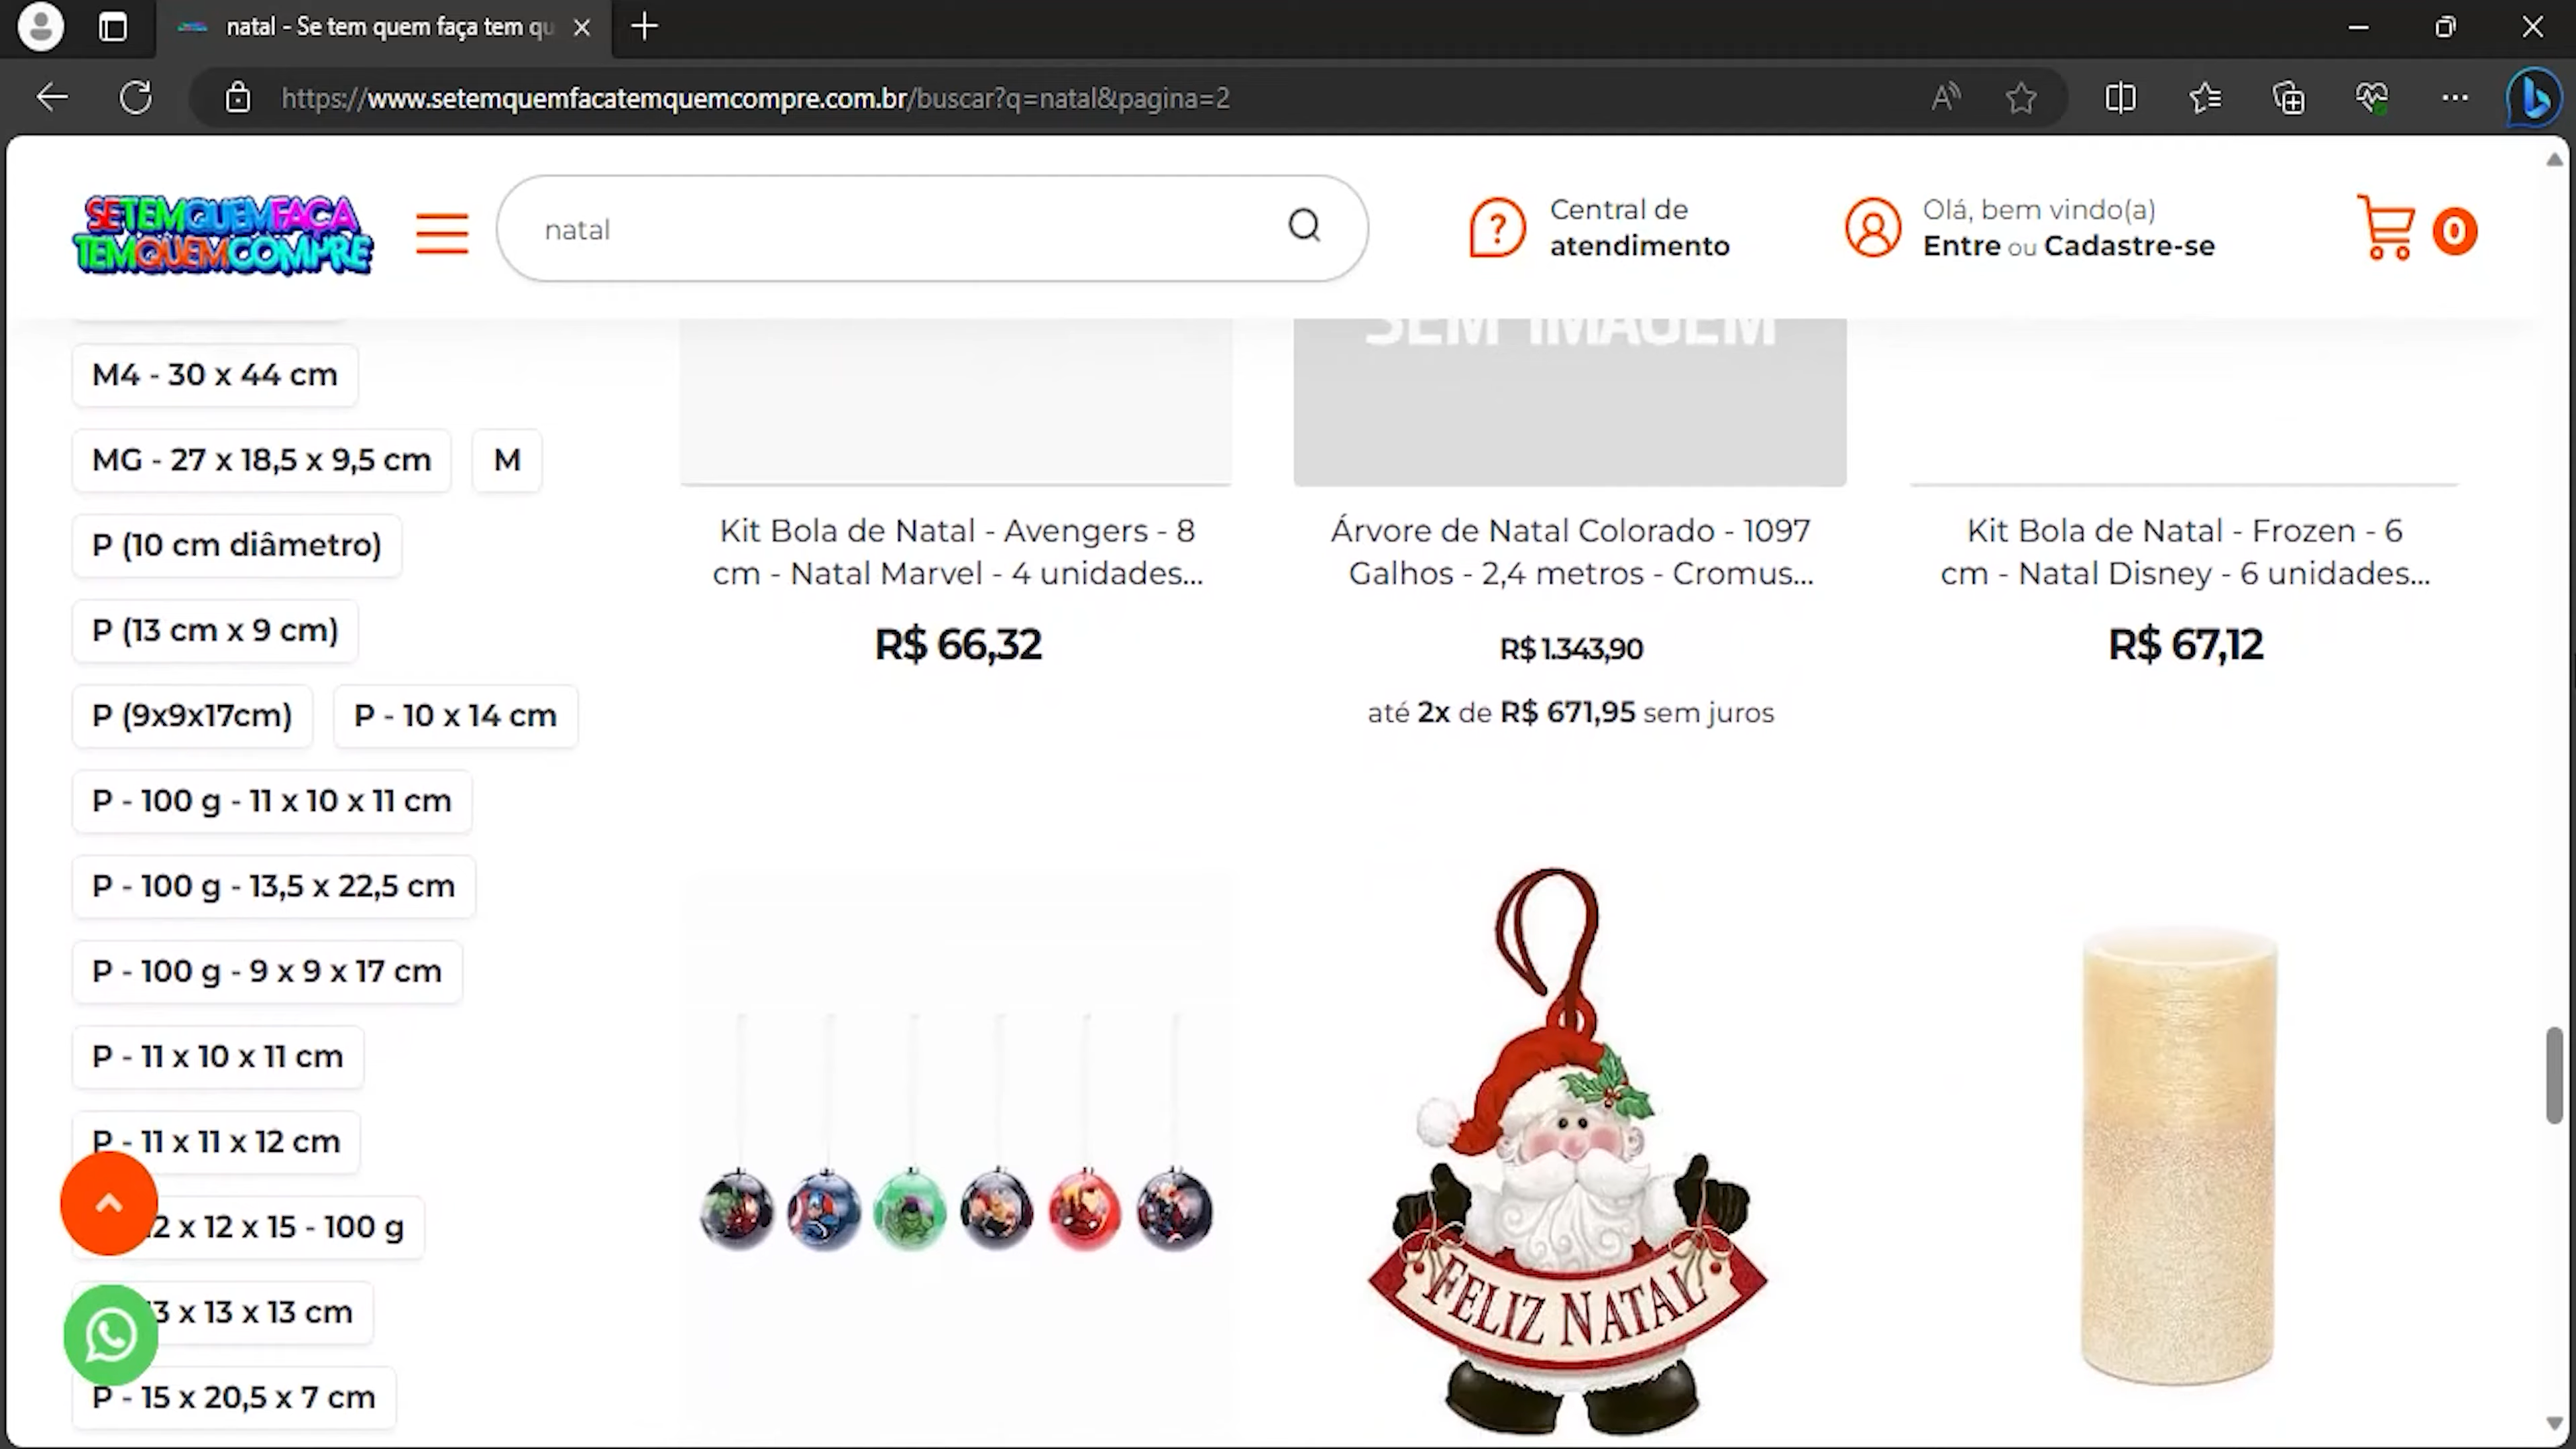 natal - Se tem quem faça tem qu
https://www.setemquemfacatemquemcompre.com.br/buscar?q=natal&pagina=2
SETEMQUEMFAÇA
TEMQUEMCOMPRE
natal
Central de
atendimento
Olá, bem vindo(a)
Entre ou Cadastre-se
0
M4 - 30 x 44 cm
MG - 27 x 18,5 x 9,5 cm
M
P (10 cm diâmetro)
P (13 cm x 9 cm)
P (9x9x17cm)
P - 10 x 14 cm
P - 100 g - 11 x 10 x 11 cm
P - 100 g - 13,5 x 22,5 cm
P - 100 g - 9 x 9 x 17 cm
P - 11 x 10 x 11 cm
P - 11 x 11 x 12 cm
2 x 12 x 15 - 100 g
3 x 13 x 13 cm
P - 15 x 20,5 x 7 cm
SEM IMAGEM
Kit Bola de Natal - Avengers - 8
cm - Natal Marvel - 4 unidades...
R$ 66,32
Árvore de Natal Colorado - 1097
Galhos - 2,4 metros - Cromus...
R$ 1.343,90
até 2x de R$ 671,95 sem juros
Kit Bola de Natal - Frozen - 6
cm - Natal Disney - 6 unidades...
R$ 67,12
FELIZ NATAL